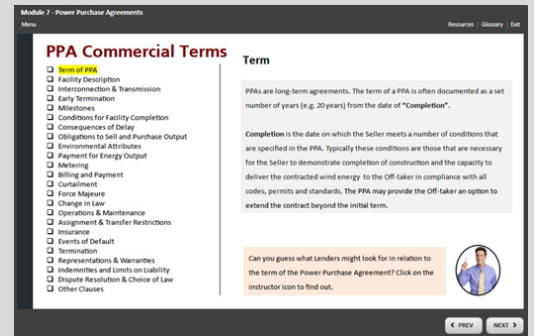 Module 7 - Power Purchase Agreements
Menu
Resources | Glossary | Exit
PPA Commercial Terms
Term of PPA
Facility Description
Interconnection & Transmission
Early Termination
Milestones
Conditions for Facility Completion
Consequences of Delay
Obligations to Sell and Purchase Output
Environmental Attributes
Payment for Energy Output
Metering
Billing and Payment
Curtailment
Force Majeure
Change in Law
Operations & Maintenance
Assignment & Transfer Restrictions
Insurance
Events of Default
Termination
Representations & Warranties
Indemnities and Limits on Liability
Dispute Resolution & Choice of Law
Other Clauses
Term
PPAs are long-term agreements. The term of a PPA is often documented as a set
number of years (e.g. 20 years) from the date of "Completion".
Completion is the date on which the Seller meets a number of conditions that
are specified in the PPA. Typically these conditions are those that are necessary
for the Seller to demonstrate completion of construction and the capacity to
deliver the contracted wind energy to the Off-taker in compliance with all
codes, permits and standards. The PPA may provide the Off-taker an option to
extend the contract beyond the initial term.
Can you guess what Lenders might look for in relation to
the term of the Power Purchase Agreement? Click on the
instructor icon to find out.
PREV
NEXT